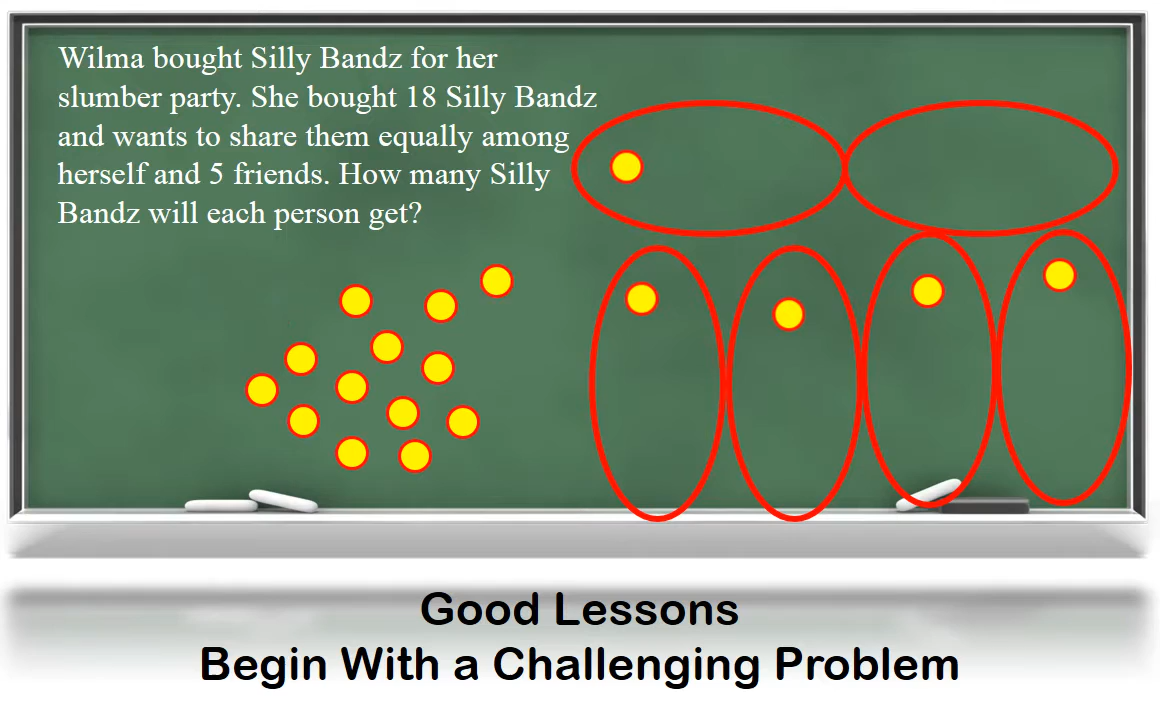 Wilma bought Silly Bandz for her
slumber party. She bought 18 Silly Bandz
and wants to share them equally among
herself and 5 friends. How many Silly
Bandz will each person get?
Good Lessons
Begin With a Challenging Problem